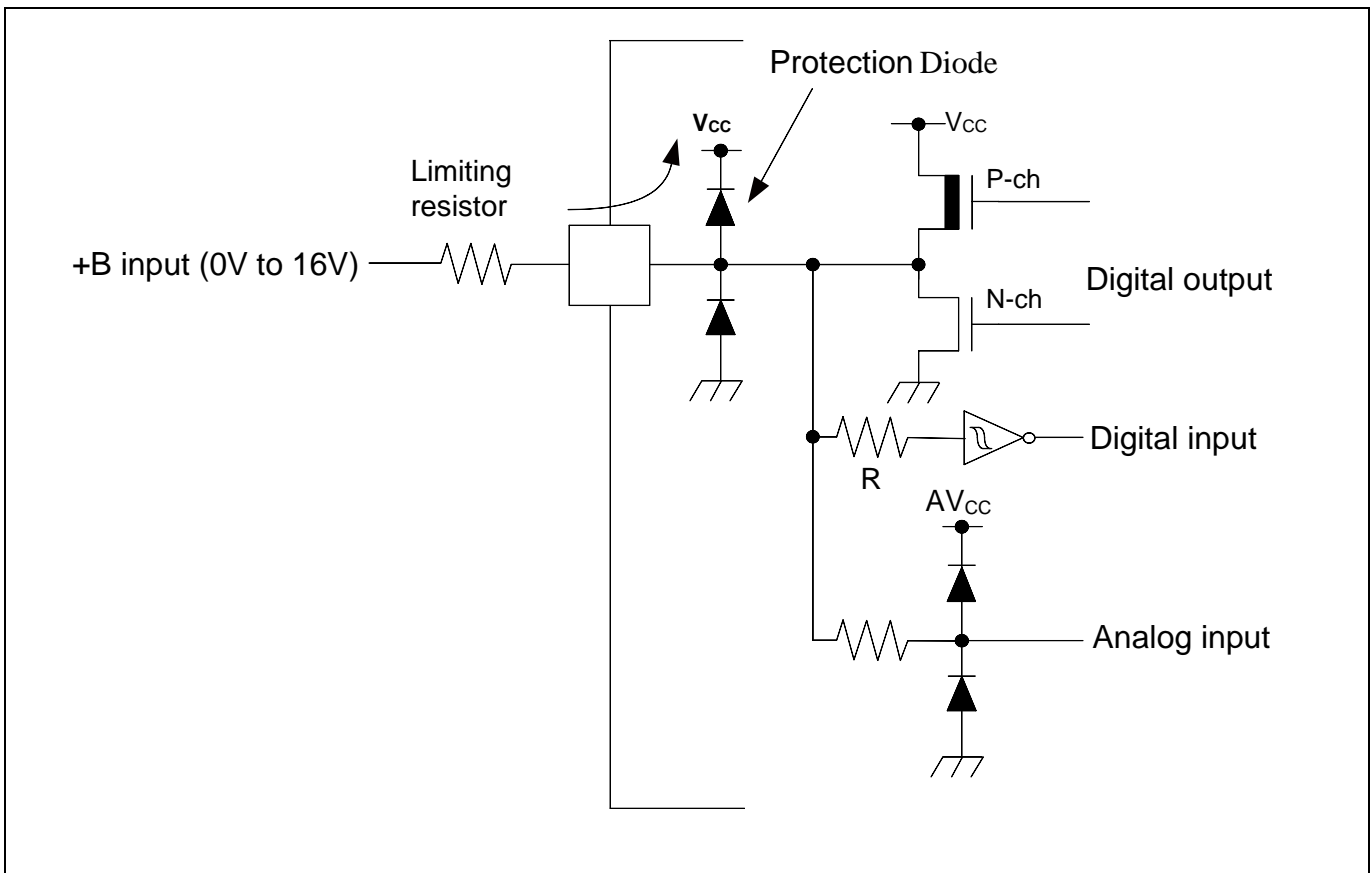 Protection Diode
Vcc
Vcc
Limiting
resistor
P-ch
+B input (0V to 16V)
Digital output
N-ch
Digital input
R
AVcc
Analog input